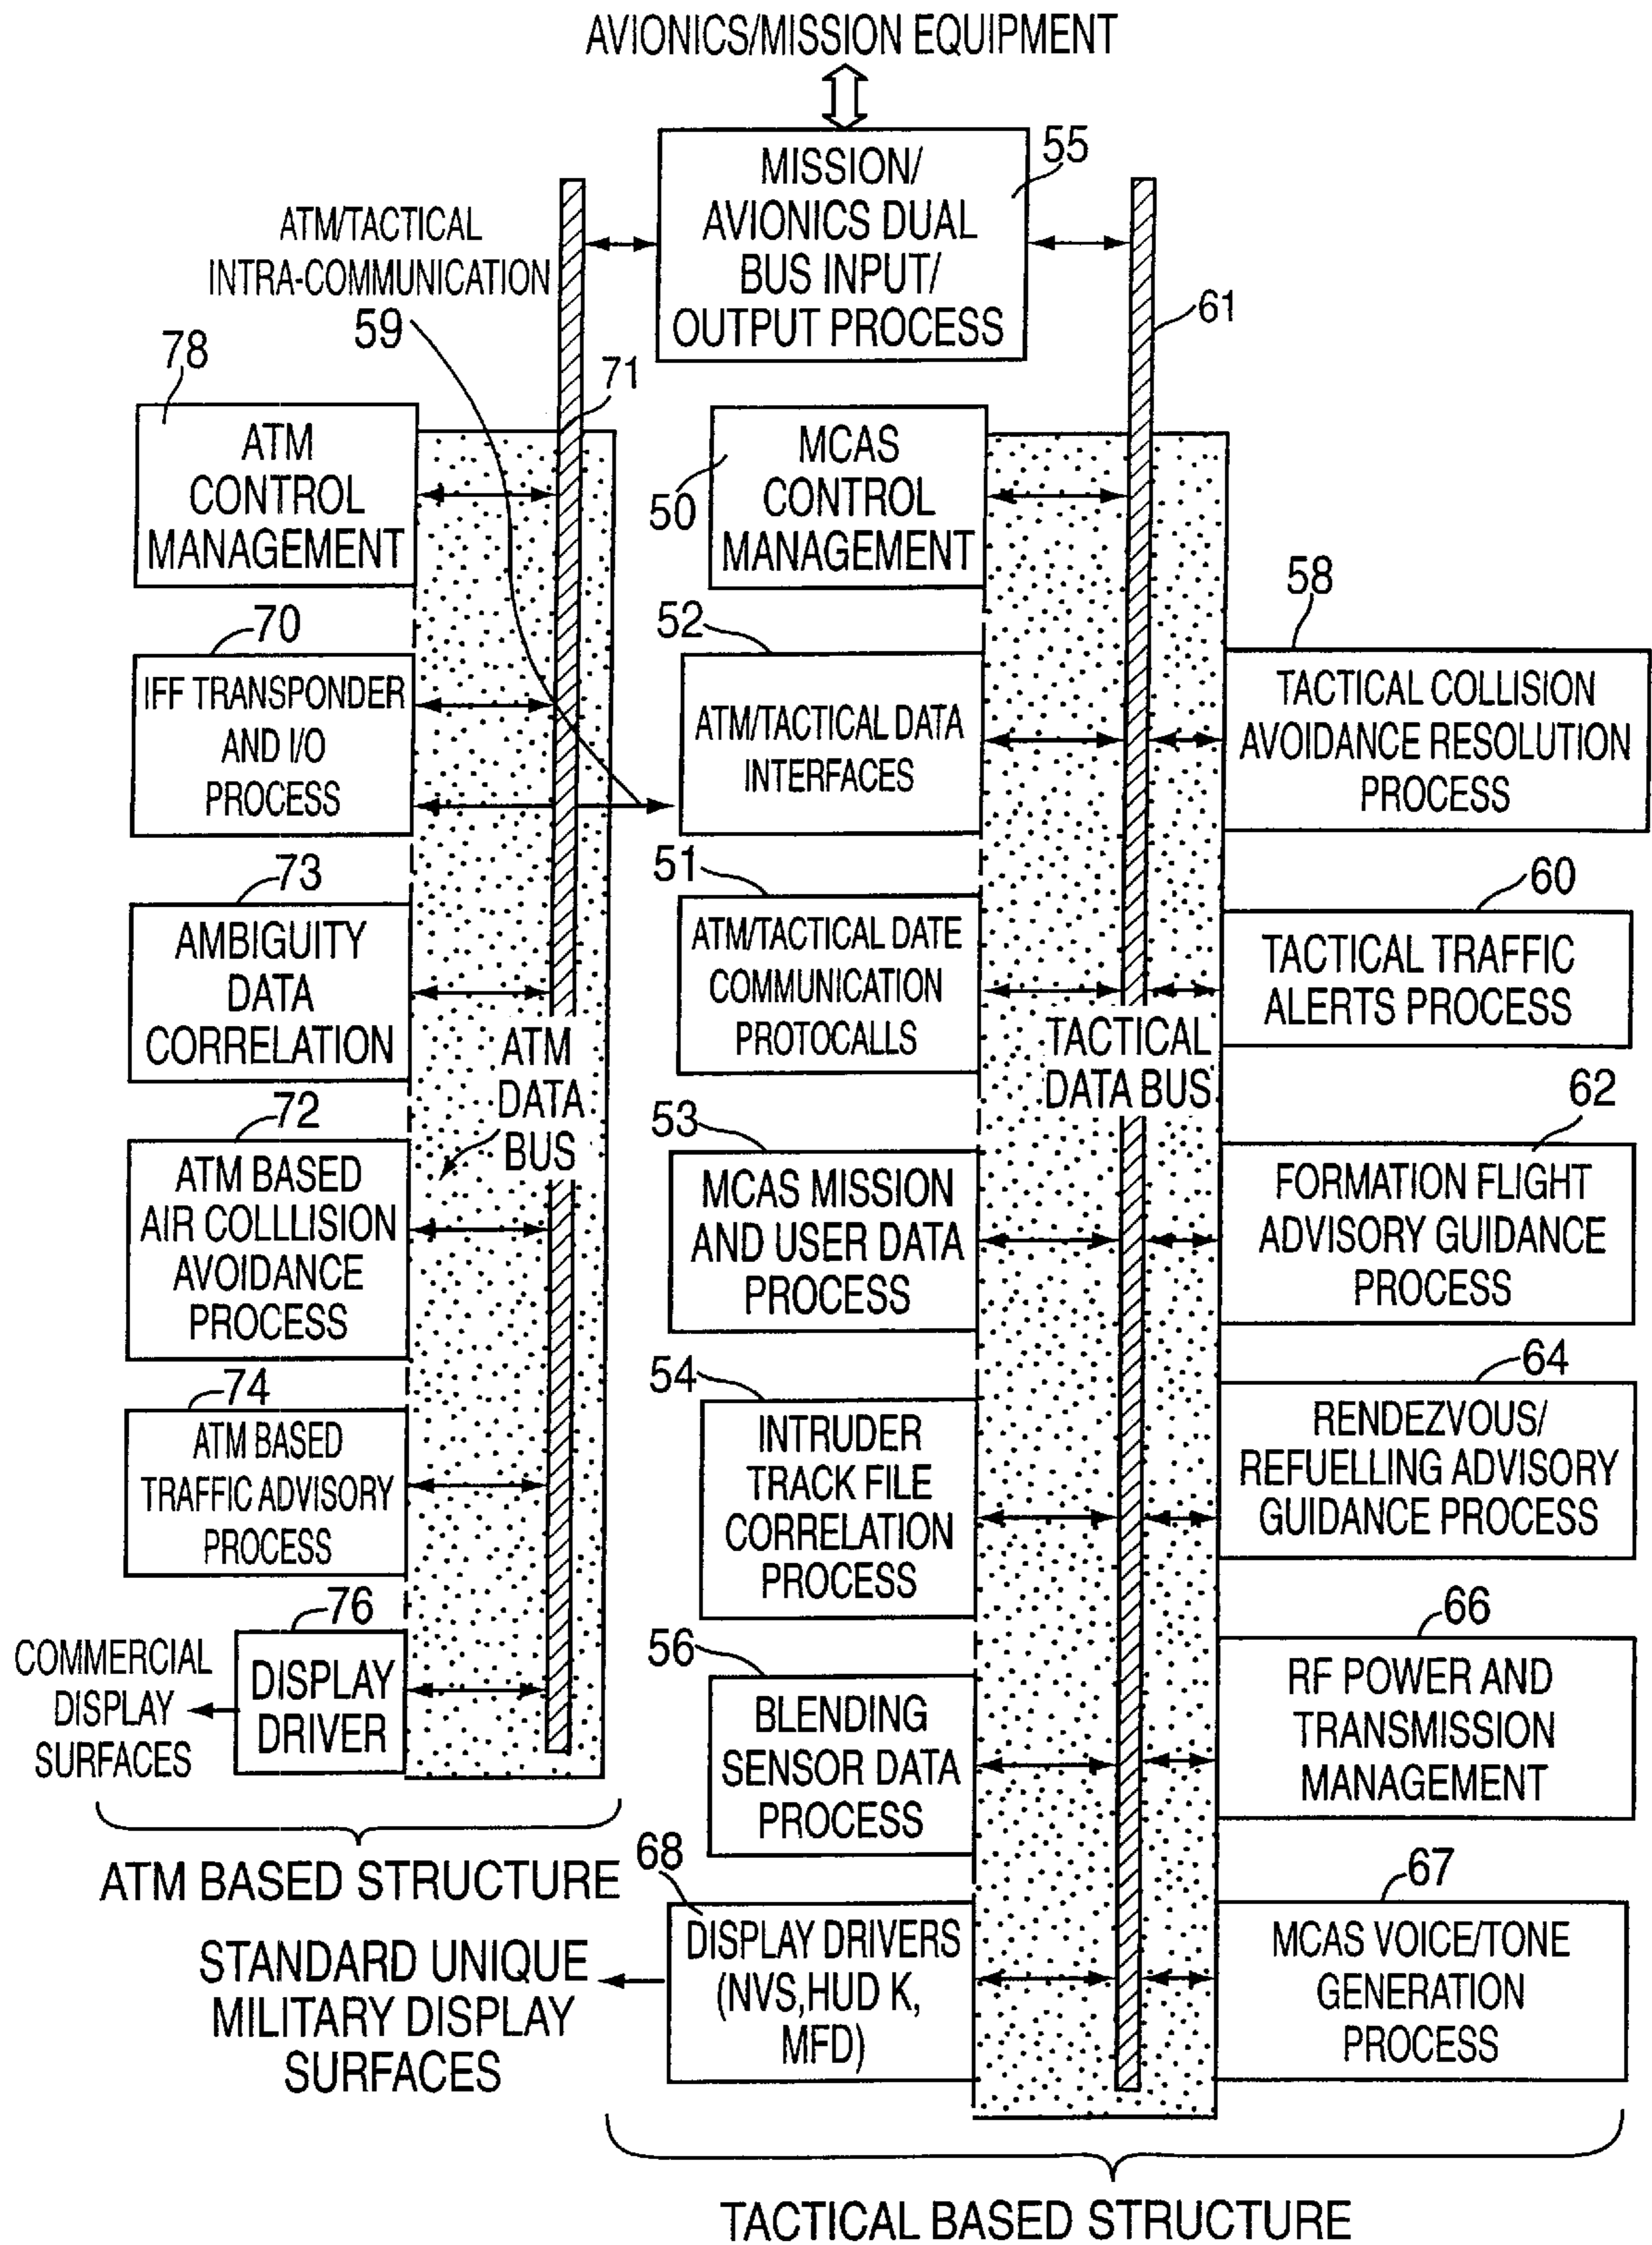 AVIONICS/MISSION EQUIPMENT
MISSION/
AVIONICS DUAL
BUS INPUT/
OUTPUT PROCESS
55
ATM/TACTICAL
INTRA-COMMUNICATION
59
61
71
78
ATM
CONTROL
MANAGEMENT
70
IFF TRANSPONDER
AND I/O
PROCESS
73
AMBIGUITY
DATA
CORRELATION
72
ATM BASED
AIR COLLLISION
AVOIDANCE
PROCESS
74
ATM BASED
TRAFFIC ADVISORY
PROCESS
76
DISPLAY
DRIVER
COMMERCIAL
DISPLAY
SURFACES
ATM
DATA
BUS
ATM BASED STRUCTURE
50
MCAS
CONTROL
MANAGEMENT
52
ATM/TACTICAL DATA
INTERFACES
51
ATM/TACTICAL DATE
COMMUNICATION
PROTOCALLS
53
MCAS MISSION
AND USER DATA
PROCESS
54
INTRUDER
TRACK FILE
CORRELATION
PROCESS
56
BLENDING
SENSOR DATA
PROCESS
68
DISPLAY DRIVERS
(NVS,HUD K,
MFD)
STANDARD UNIQUE
MILITARY DISPLAY
SURFACES
TACTICAL
DATA BUS
58
TACTICAL COLLISION
AVOIDANCE RESOLUTION
PROCESS
60
TACTICAL TRAFFIC
ALERTS PROCESS
62
FORMATION FLIGHT
ADVISORY GUIDANCE
PROCESS
64
RENDEZVOUS/
REFUELLING ADVISORY
GUIDANCE PROCESS
66
RF POWER AND
TRANSMISSION
MANAGEMENT
67
MCAS VOICE/TONE
GENERATION
PROCESS
TACTICAL BASED STRUCTURE